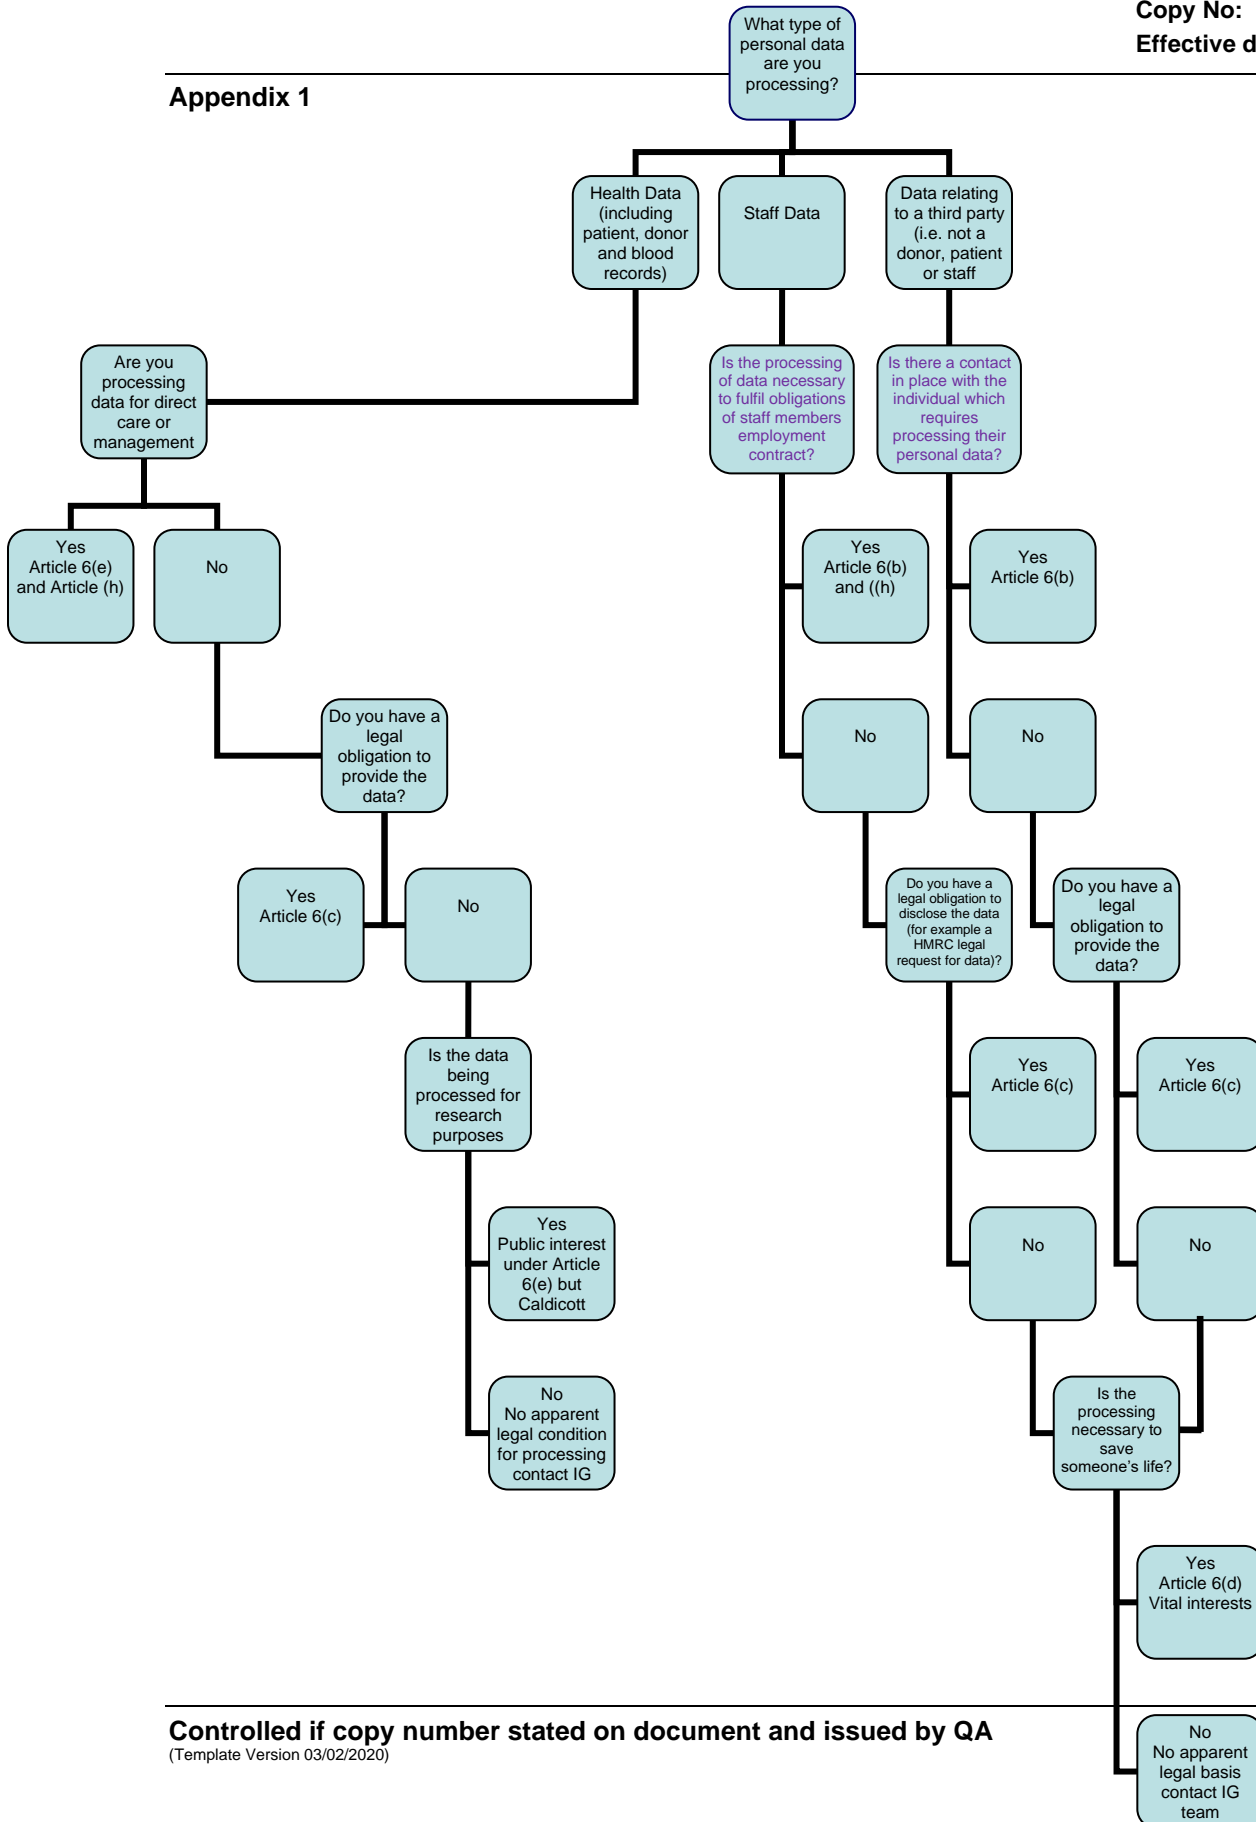 Copy No:
Effective d
Appendix 1
What type of
personal data
are you
processing?
Health Data
(including
patient, donor
and blood
records)
Staff Data
Data relating
to a third party
(i.e. not a
donor, patient
or staff
Are you
processing
data for direct
care or
management
Is the processing
of data necessary
to fulfil obligations
of staff members
employment
contract?
Is there a contact
in place with the
individual which
requires
processing their
personal data?
Yes
Article 6(e)
and Article (h)
No
Yes
Article 6(b)
and ((h)
Yes
Article 6(b)
Do you have a
legal
obligation to
provide the
data?
No
No
Yes
Article 6(c)
No
Do you have a
legal obligation to
disclose the data
(for example a
HMRC legal
request for data)?
Do you have a
legal
obligation to
provide the
data?
Is the data
being
processed for
research
purposes
Yes
Article 6(c)
Yes
Article 6(c)
Yes
Public interest
under Article
6(e) but
Caldicott
No
No
No
No apparent
legal condition
for processing
contact IG
Is the
processing
necessary to
save
someone's life?
Yes
Article 6(d)
Vital interests
No
No apparent
legal basis
contact IG
team
Controlled if copy number stated on document and issued by QA
(Template Version 03/02/2020)